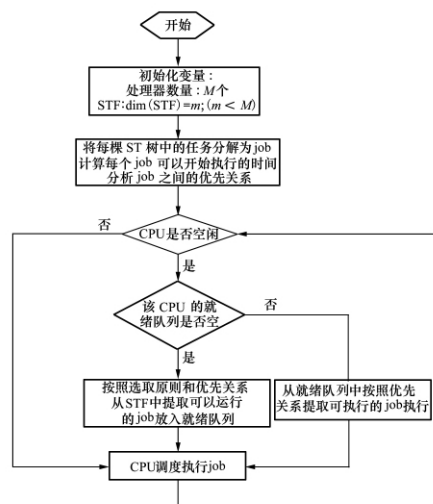 开始
初始化变量:
处理器数量:M个
STF:dim(STF)=m;(m < M)
将每棵 ST 树中的任务分解为job
计算每个 job 可以开始执行的时间
分析 job 之间的优先关系
否
CPU是否空闲
是
该 CPU 的就
绪队列是否空
否
是
按照选取原则和优先关系
从STF中提取可以运行
的job放入就绪队列
从就绪队列中按照优先
关系提取可执行的 job执行
CPU调度执行job